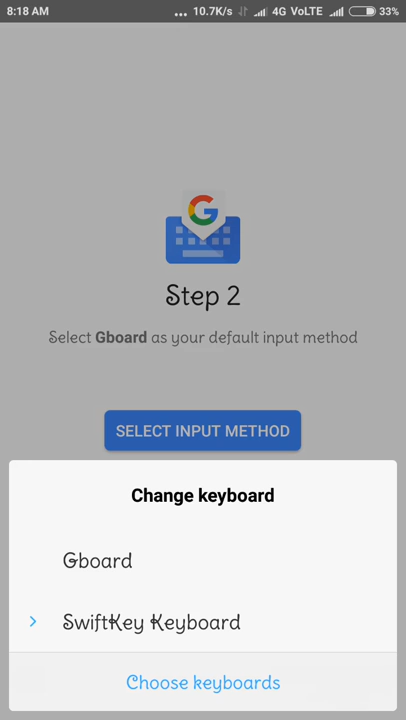 8:18 AM ... 10.7K/s 4G VoLTE 33%
G
Step 2
Select Gboard as your default input method
SELECT INPUT METHOD
Change keyboard
Gboard
SwiftKey Keyboard
Choose keyboards